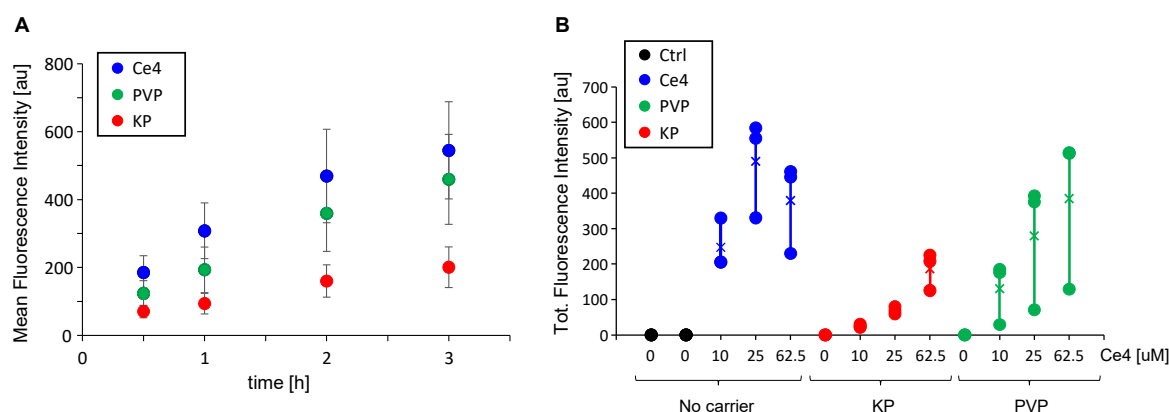 A
Mean Fluorescence Intensity [au]
800
600
400
200
0
Ce4
PVP
KP
0 1 2 3
time [h]
B
Tot. Fluorescence Intensity [au]
Ctrl
Ce4
PVP
KP
700
600
500
400
300
200
100
0
0 0 10 25 62.5 0 10 25 62.5 0 10 25 62.5 Ce4 [uM]
No carrier KP PVP